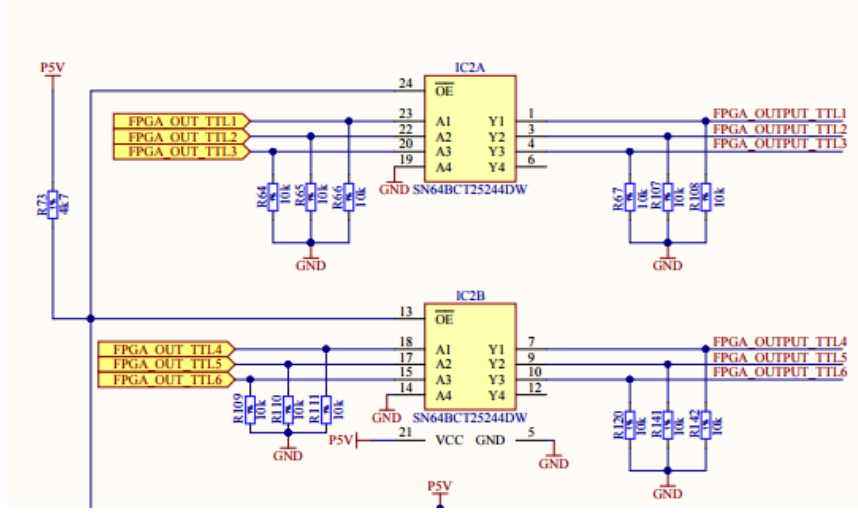 P5V
R73
4k7
IC2A
24
OE
FPGA_OUT_TTL1
23
A1
Y1
1
FPGA_OUTPUT_TTL1
FPGA_OUT_TTL2
22
A2
Y2
3
FPGA_OUTPUT_TTL2
FPGA_OUT_TTL3
20
A3
Y3
4
FPGA_OUTPUT_TTL3
19
A4
Y4
6
GND
SN64BCT25244DW
R64
10k
R65
10k
R66
10k
GND
R67
10k
R107
10k
R108
10k
GND
IC2B
13
OE
FPGA_OUT_TTL4
18
A1
Y1
7
FPGA_OUTPUT_TTL4
FPGA_OUT_TTL5
17
A2
Y2
9
FPGA_OUTPUT_TTL5
FPGA_OUT_TTL6
15
A3
Y3
10
FPGA_OUTPUT_TTL6
14
A4
Y4
12
GND
SN64BCT25244DW
R109
10k
R110
10k
R111
10k
GND
P5V
21
VCC
GND
5
GND
R120
10k
R141
10k
R142
10k
GND
P5V